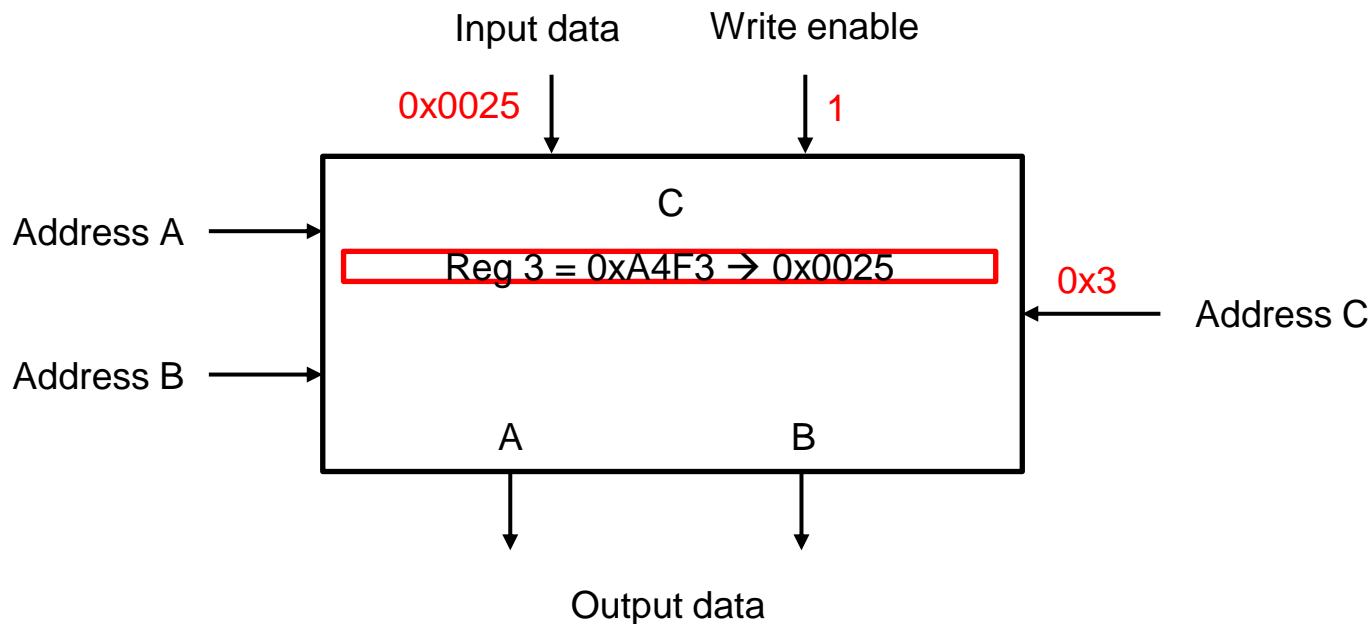 Input data
Write enable
0x0025
1
C
Address A
Reg 3 = 0xA4F3 → 0x0025
0x3
Address C
Address B
A
B
Output data